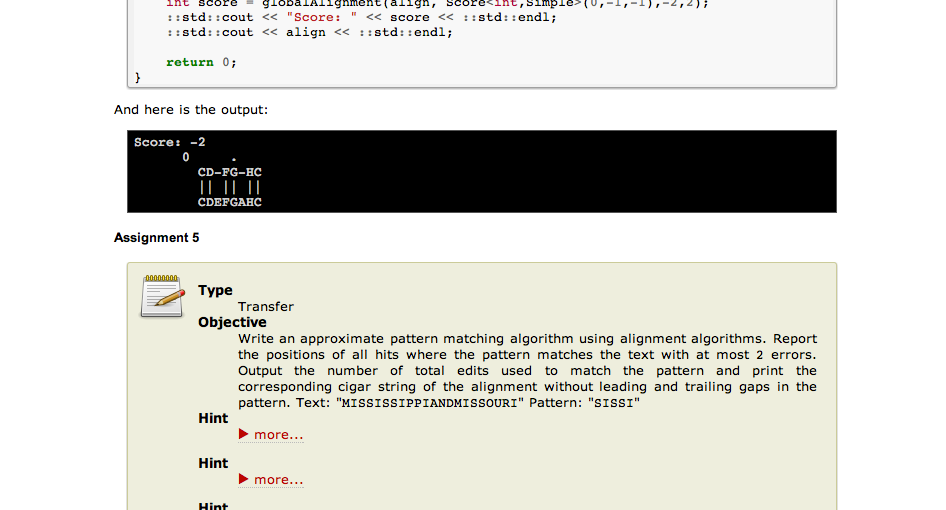 int score = globalAlignment(align, Score<int,Simple>(0,-1,-1),-2,2);
::std::cout << "Score: " << score << ::std::endl;
::std::cout << align << ::std::endl;
return 0;
}
And here is the output:
Score: -2
0 .
CD-FG-HC
|| || ||
CDEFGAHC
Assignment 5
Type
Transfer
Objective
Write an approximate pattern matching algorithm using alignment algorithms. Report
the positions of all hits where the pattern matches the text with at most 2 errors.
Output the number of total edits used to match the pattern and print the
corresponding cigar string of the alignment without leading and trailing gaps in the
pattern. Text: "MISSISSIPPIANDMISSOURI" Pattern: "SISSI"
Hint
▶ more...
Hint
▶ more...
Hint